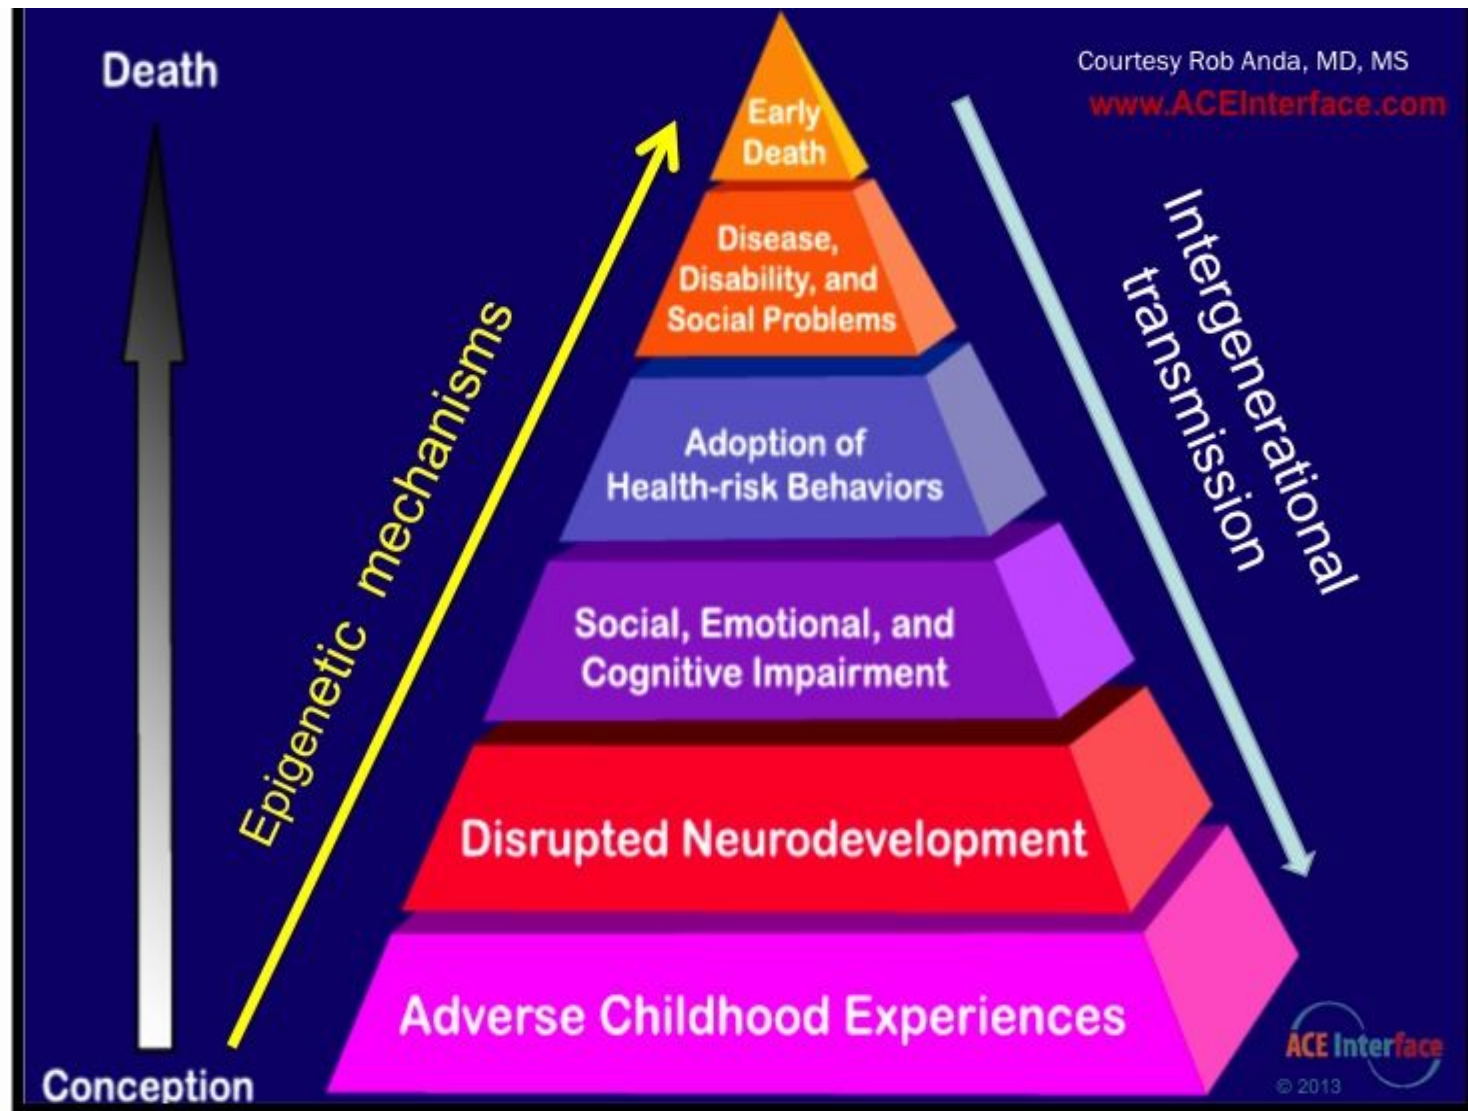 Death
Courtesy Rob Anda, MD, MS
www.ACEInterface.com
Early
Death
Disease,
Disability, and
Social Problems
Adoption of
Health-risk Behaviors
Social, Emotional, and
Cognitive Impairment
Disrupted Neurodevelopment
Adverse Childhood Experiences
Epigenetic mechanisms
Intergenerational
transmission
Conception
ACE Interface
© 2013